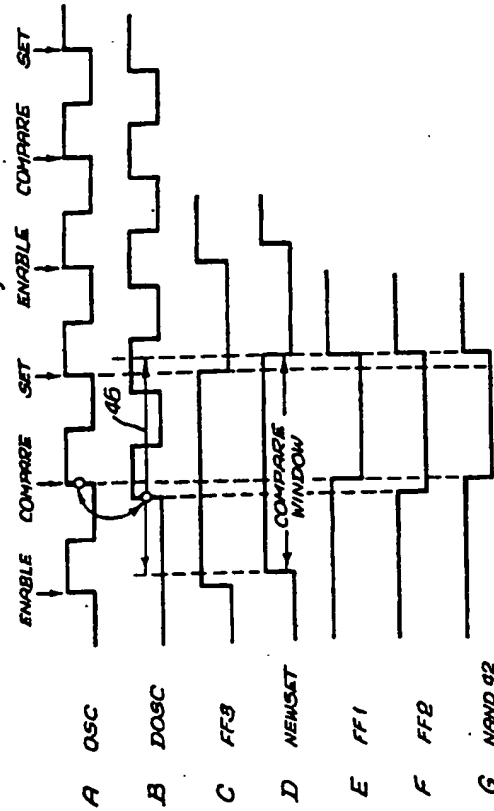 ENABLE COMPARE SET ENABLE COMPARE SET
A OSC
46
B DOSC
C FF3
D NEWSET
COMPARE
WINDOW
E FF1
F FF2
G NAND 92